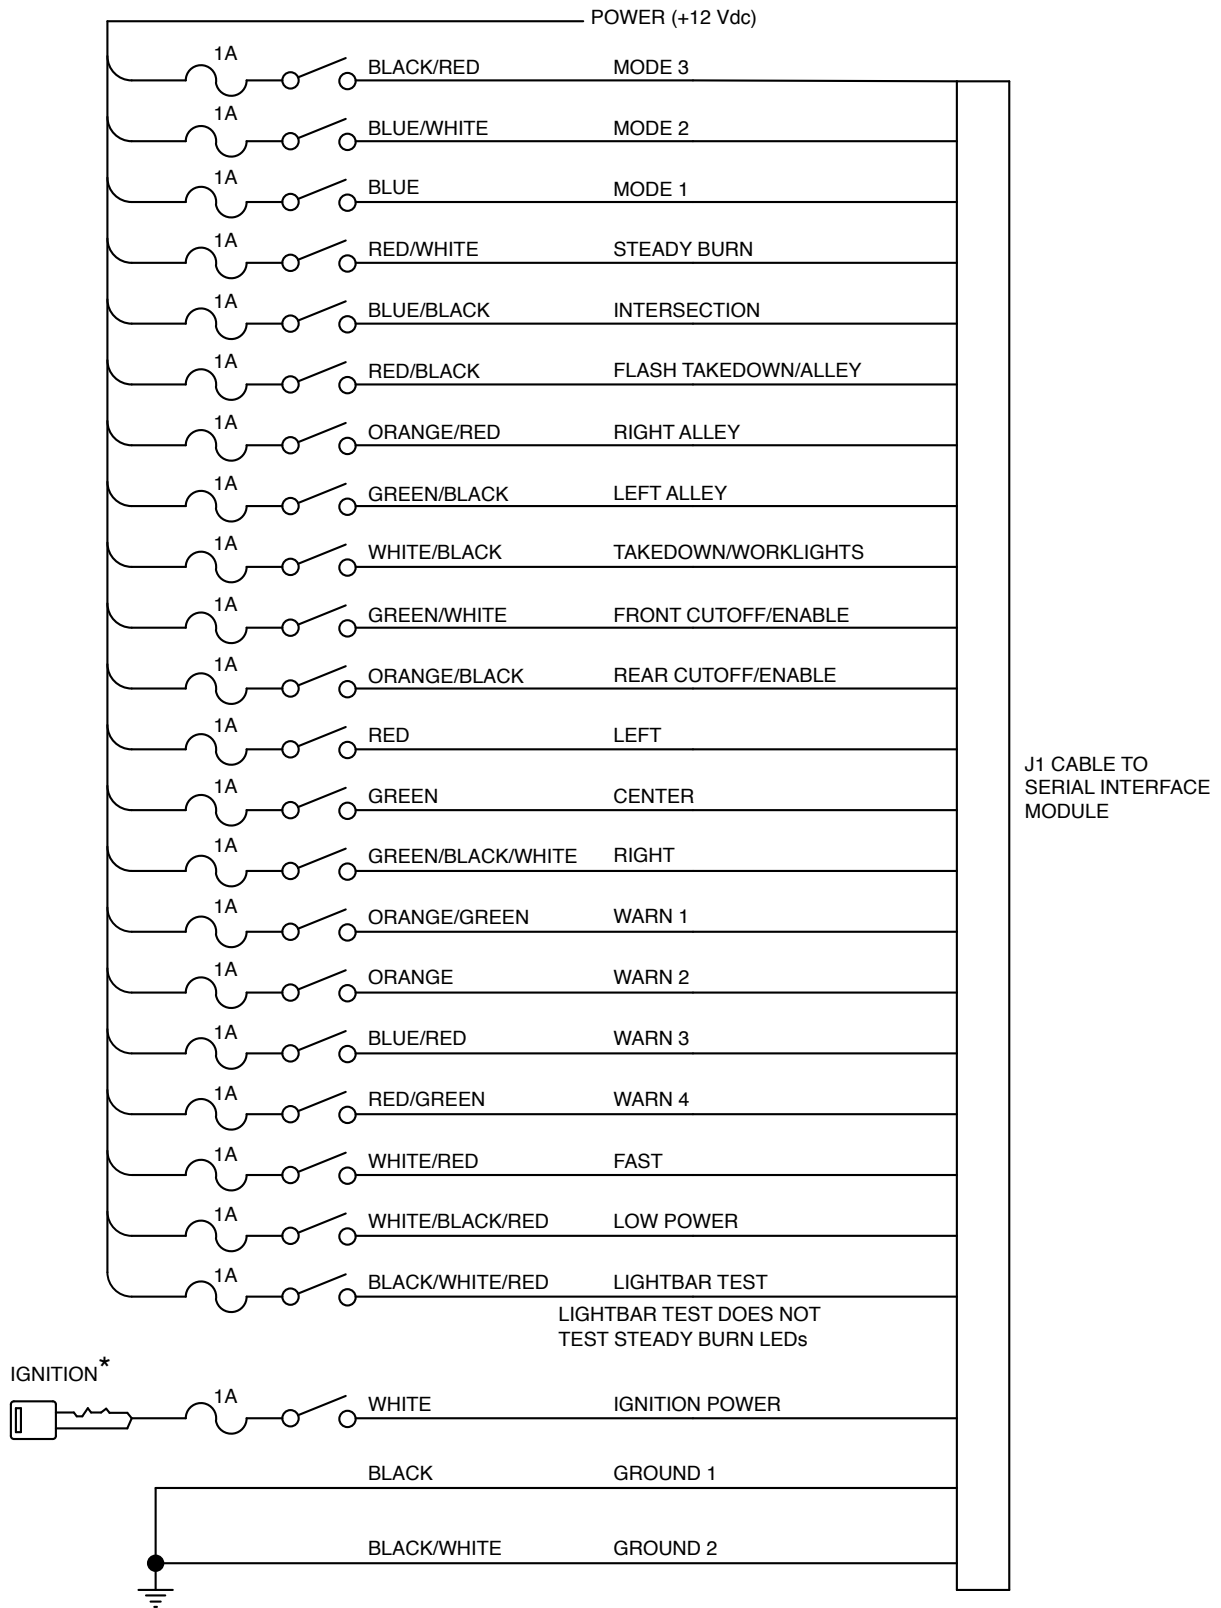 POWER (+12 Vdc)
1A BLACK/RED MODE 3
1A BLUE/WHITE MODE 2
1A BLUE MODE 1
1A RED/WHITE STEADY BURN
1A BLUE/BLACK INTERSECTION
1A RED/BLACK FLASH TAKEDOWN/ALLEY
1A ORANGE/RED RIGHT ALLEY
1A GREEN/BLACK LEFT ALLEY
1A WHITE/BLACK TAKEDOWN/WORKLIGHTS
1A GREEN/WHITE FRONT CUTOFF/ENABLE
1A ORANGE/BLACK REAR CUTOFF/ENABLE
1A RED LEFT
1A GREEN CENTER
1A GREEN/BLACK/WHITE RIGHT
1A ORANGE/GREEN WARN 1
1A ORANGE WARN 2
1A BLUE/RED WARN 3
1A RED/GREEN WARN 4
1A WHITE/RED FAST
1A WHITE/BLACK/RED LOW POWER
1A BLACK/WHITE/RED LIGHTBAR TEST
LIGHTBAR TEST DOES NOT
TEST STEADY BURN LEDs
IGNITION*
1A WHITE IGNITION POWER
BLACK GROUND 1
BLACK/WHITE GROUND 2
J1 CABLE TO
SERIAL INTERFACE
MODULE